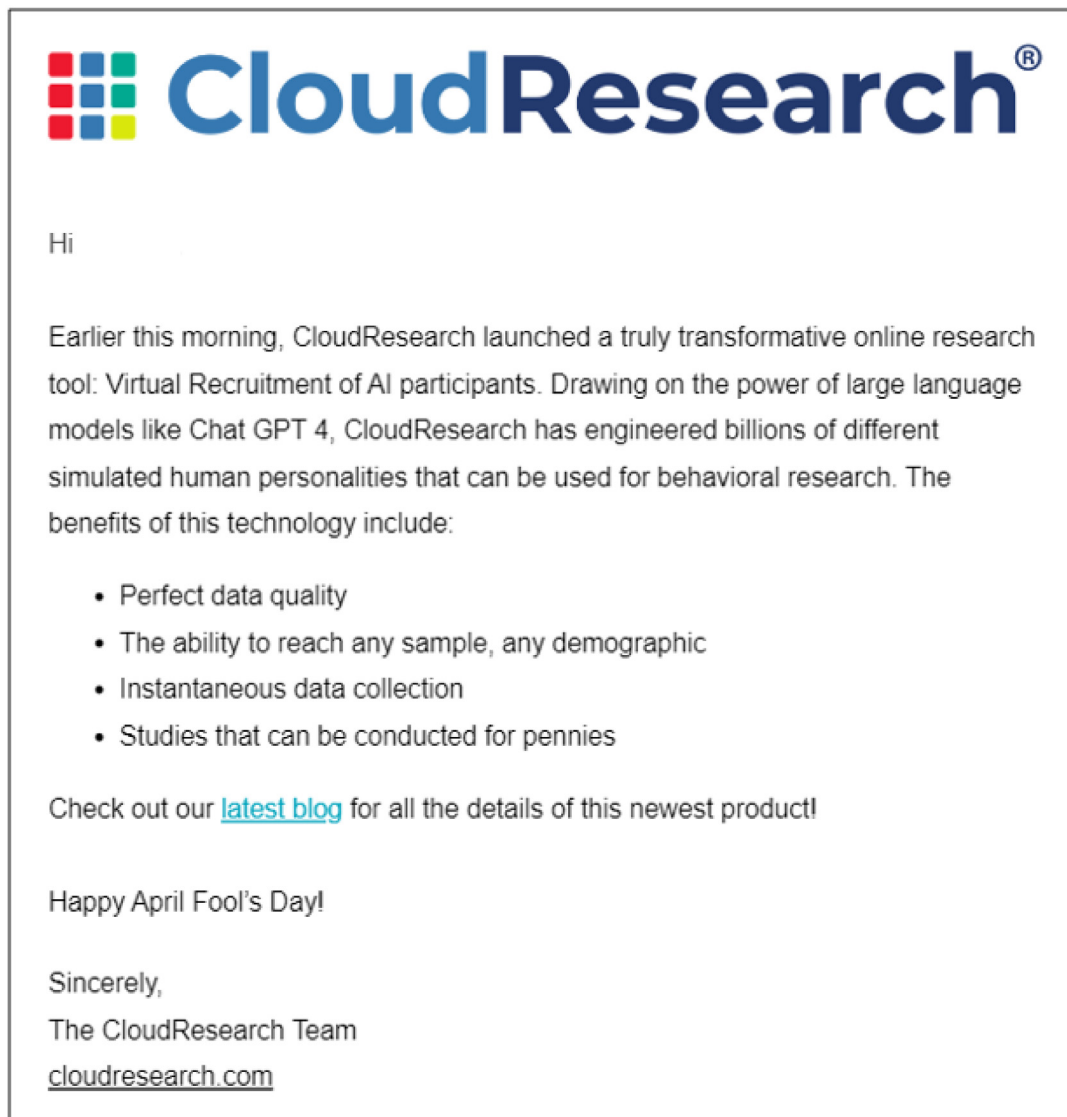 CloudResearch®
Hi
Earlier this morning, CloudResearch launched a truly transformative online research
tool: Virtual Recruitment of AI participants. Drawing on the power of large language
models like Chat GPT 4, CloudResearch has engineered billions of different
simulated human personalities that can be used for behavioral research. The
benefits of this technology include:
• Perfect data quality
• The ability to reach any sample, any demographic
• Instantaneous data collection
• Studies that can be conducted for pennies
Check out our latest blog for all the details of this newest product!
Happy April Fool’s Day!
Sincerely,
The CloudResearch Team
cloudresearch.com